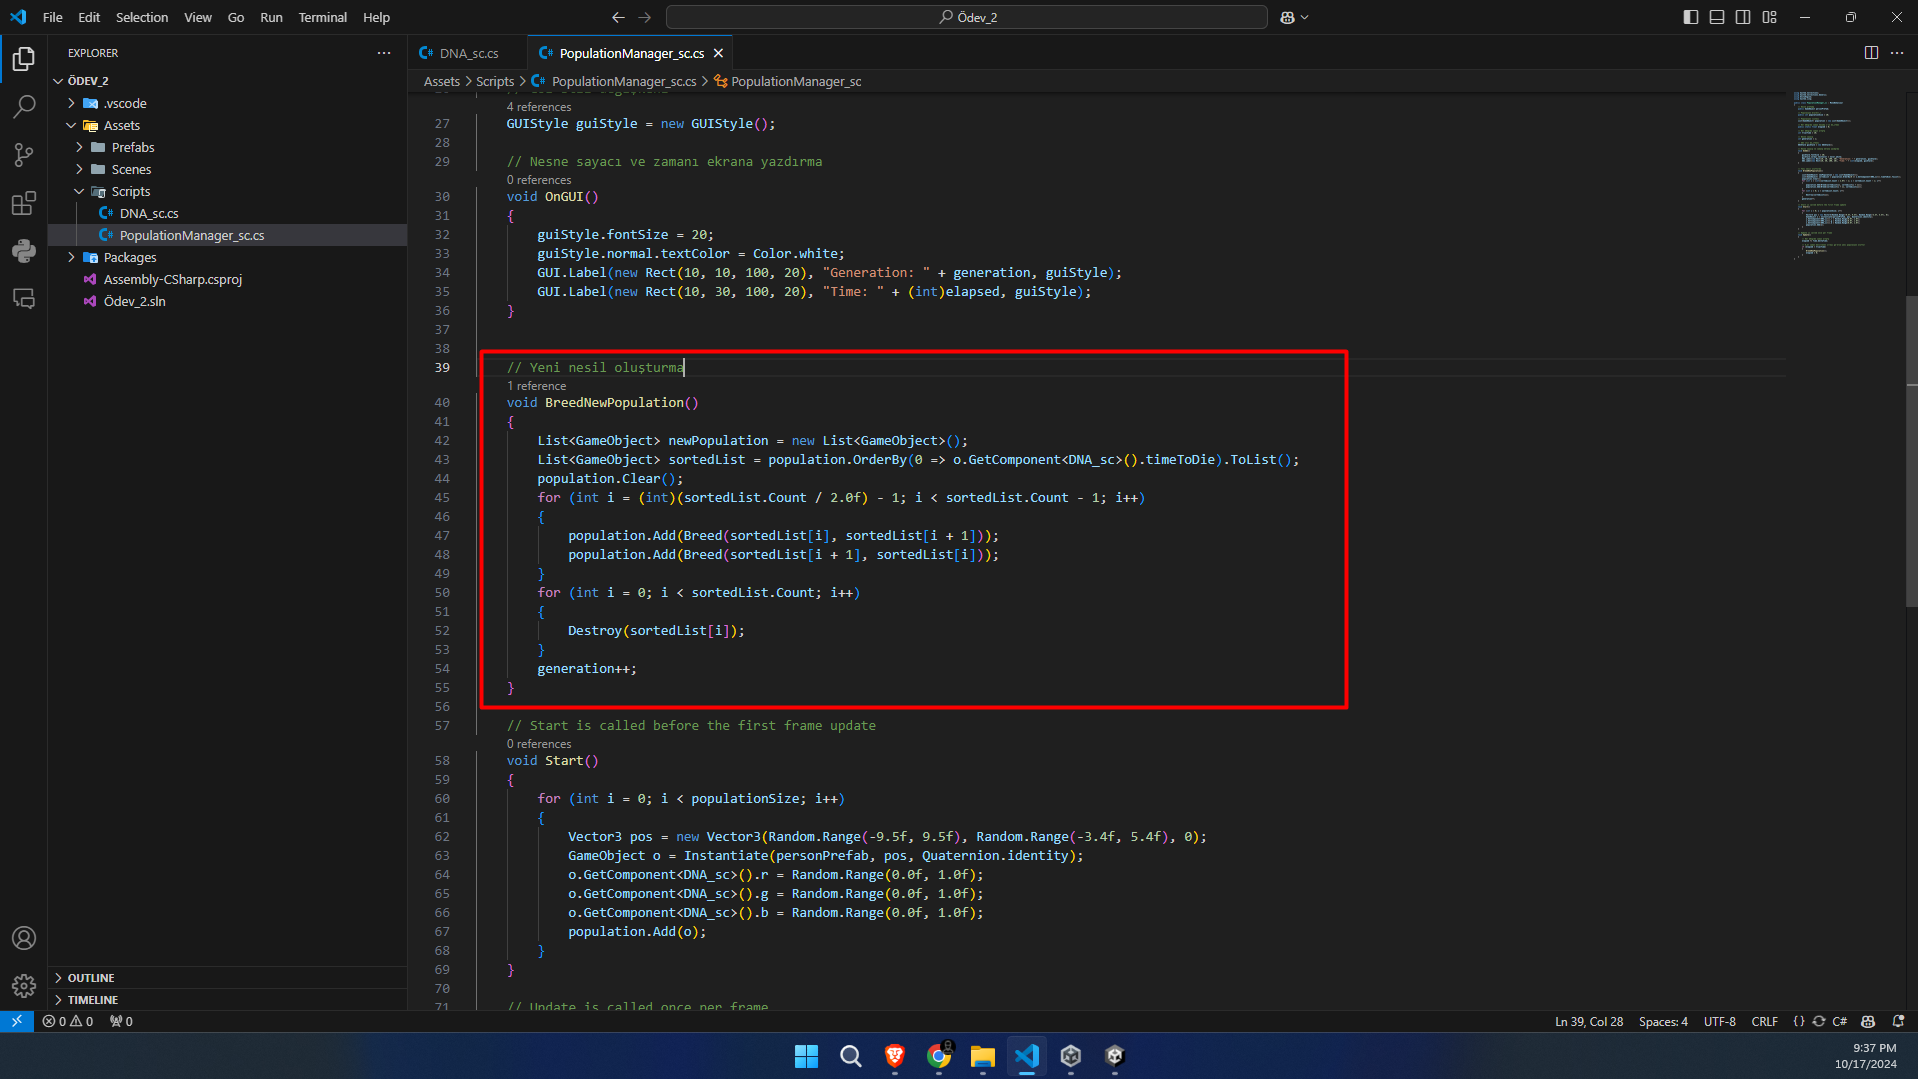 File Edit Selection View Go Run Terminal Help
Ödev_2
EXPLORER
ÖDEV_2
.vscode
Assets
Prefabs
Scenes
Scripts
DNA_sc.cs
PopulationManager_sc.cs
Packages
Assembly-CSharp.csproj
Ödev_2.sln
OUTLINE
TIMELINE
DNA_sc.cs PopulationManager_sc.cs
Assets > Scripts > PopulationManager_sc.cs > PopulationManager_sc
4 references
27 GUIStyle guiStyle = new GUIStyle();
28
29 // Nesne sayacı ve zamanı ekrana yazdırma
0 references
30 void OnGUI()
31 {
32 guiStyle.fontSize = 20;
33 guiStyle.normal.textColor = Color.white;
34 GUI.Label(new Rect(10, 10, 100, 20), "Generation: " + generation, guiStyle);
35 GUI.Label(new Rect(10, 30, 100, 20), "Time: " + (int)elapsed, guiStyle);
36 }
37
38
39 // Yeni nesil oluşturma
1 reference
40 void BreedNewPopulation()
41 {
42 List<GameObject> newPopulation = new List<GameObject>();
43 List<GameObject> sortedList = population.OrderBy(0 => o.GetComponent<DNA_sc>().timeToDie).ToList();
44 population.Clear();
45 for (int i = (int)(sortedList.Count / 2.0f) - 1; i < sortedList.Count - 1; i++)
46 {
47 population.Add(Breed(sortedList[i], sortedList[i + 1]));
48 population.Add(Breed(sortedList[i + 1], sortedList[i]));
49 }
50 for (int i = 0; i < sortedList.Count; i++)
51 {
52 Destroy(sortedList[i]);
53 }
54 generation++;
55 }
56
57 // Start is called before the first frame update
0 references
58 void Start()
59 {
60 for (int i = 0; i < populationSize; i++)
61 {
62 Vector3 pos = new Vector3(Random.Range(-9.5f, 9.5f), Random.Range(-3.4f, 5.4f), 0);
63 GameObject o = Instantiate(personPrefab, pos, Quaternion.identity);
64 o.GetComponent<DNA_sc>().r = Random.Range(0.0f, 1.0f);
65 o.GetComponent<DNA_sc>().g = Random.Range(0.0f, 1.0f);
66 o.GetComponent<DNA_sc>().b = Random.Range(0.0f, 1.0f);
67 population.Add(o);
68 }
69 }
70
71 // Update is called once per frame
0 0 0 Ln 39, Col 28 Spaces: 4 UTF-8 CRLF {} C#
9:37 PM
10/17/2024